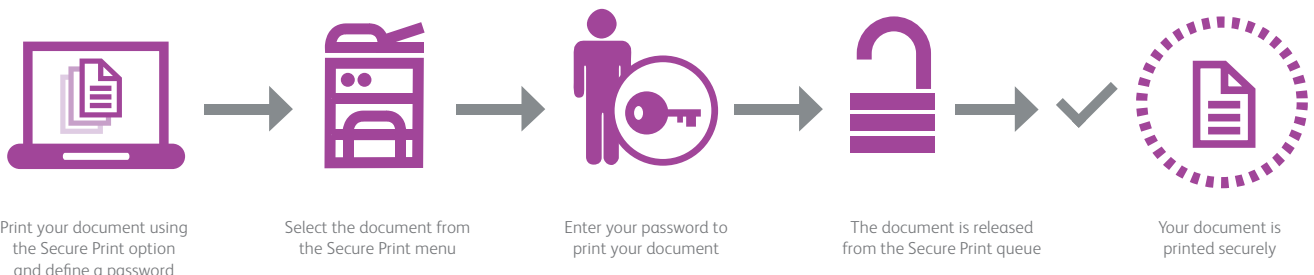 Print your document using
the Secure Print option
and define a password
Select the document from
the Secure Print menu
Enter your password to
print your document
The document is released
from the Secure Print queue
Your document is
printed securely